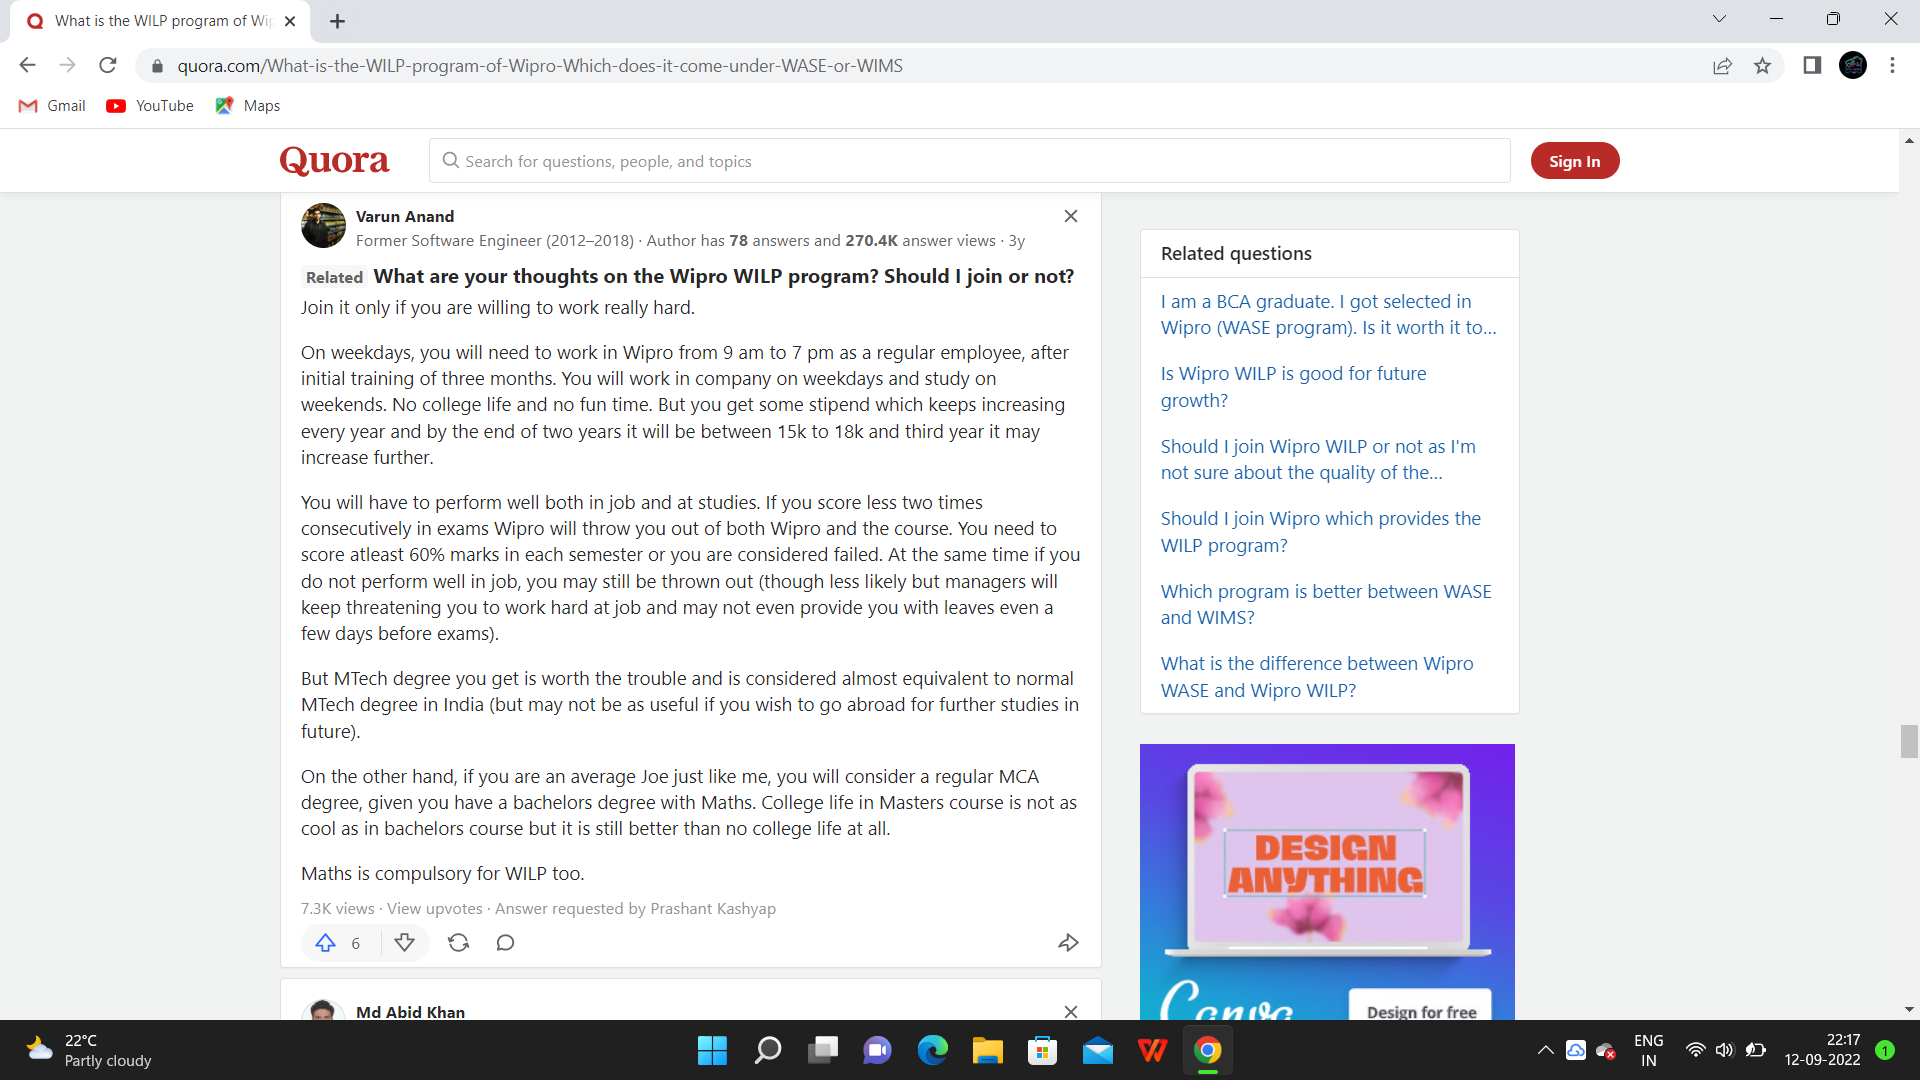 What is the WILP program of Wip
quora.com/What-is-the-WILP-program-of-Wipro-Which-does-it-come-under-WASE-or-WIMS
Gmail
YouTube
Maps
Quora
Search for questions, people, and topics
Sign In
Varun Anand
Former Software Engineer (2012–2018) · Author has 78 answers and 270.4K answer views · 3y
Related What are your thoughts on the Wipro WILP program? Should I join or not?
Join it only if you are willing to work really hard.
On weekdays, you will need to work in Wipro from 9 am to 7 pm as a regular employee, after
initial training of three months. You will work in company on weekdays and study on
weekends. No college life and no fun time. But you get some stipend which keeps increasing
every year and by the end of two years it will be between 15k to 18k and third year it may
increase further.
You will have to perform well both in job and at studies. If you score less two times
consecutively in exams Wipro will throw you out of both Wipro and the course. You need to
score atleast 60% marks in each semester or you are considered failed. At the same time if you
do not perform well in job, you may still be thrown out (though less likely but managers will
keep threatening you to work hard at job and may not even provide you with leaves even a
few days before exams).
But MTech degree you get is worth the trouble and is considered almost equivalent to normal
MTech degree in India (but may not be as useful if you wish to go abroad for further studies in
future).
On the other hand, if you are an average Joe just like me, you will consider a regular MCA
degree, given you have a bachelors degree with Maths. College life in Masters course is not as
cool as in bachelors course but it is still better than no college life at all.
Maths is compulsory for WILP too.
7.3K views · View upvotes · Answer requested by Prashant Kashyap
6
Md Abid Khan
Related questions
I am a BCA graduate. I got selected in
Wipro (WASE program). Is it worth it to...
Is Wipro WILP is good for future
growth?
Should I join Wipro WILP or not as I'm
not sure about the quality of the...
Should I join Wipro which provides the
WILP program?
Which program is better between WASE
and WIMS?
What is the difference between Wipro
WASE and Wipro WILP?
DESIGN
ANYTHING
Canva
Design for free
22°C
Partly cloudy
ENG
IN
22:17
12-09-2022
1